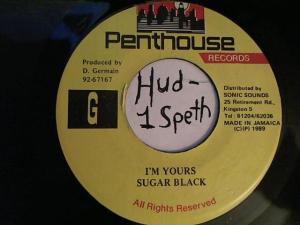 Penthouse
RECORDS
Produced by
D. Germain
92-67167
Distributed by
SONIC SOUNDS
25 Retirement Rd.,
Kingston 5
Tel: 81204/62036
MADE IN JAMAICA
(C)(P) 1989
G
Hud-
1 Speth
I'M YOURS
SUGAR BLACK
All Rights Reserved